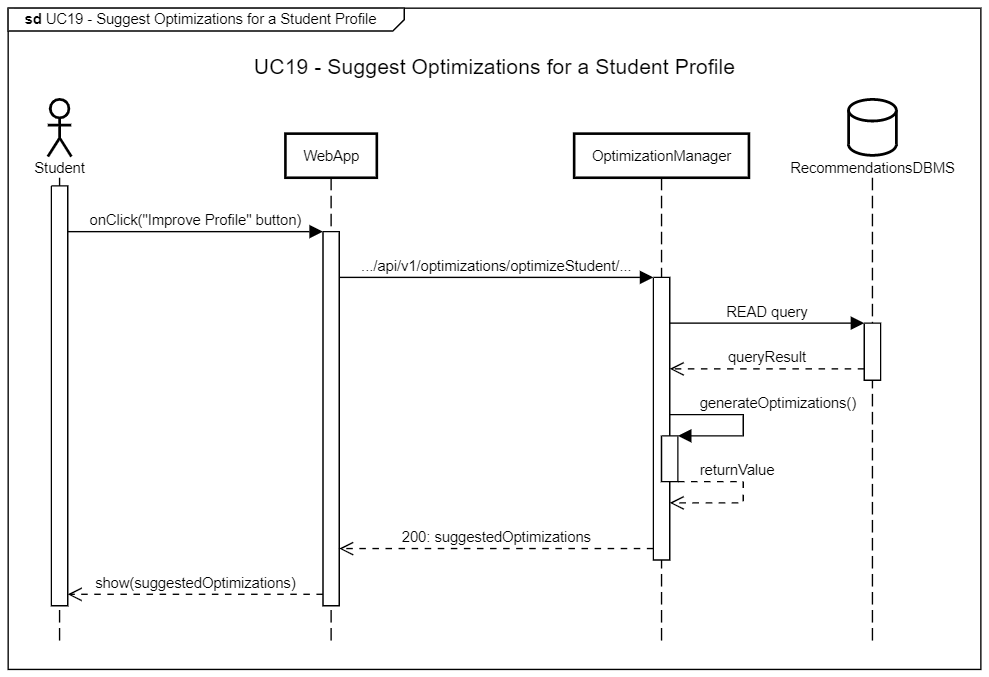 sd UC19 - Suggest Optimizations for a Student Profile
UC19 - Suggest Optimizations for a Student Profile
Student
WebApp
OptimizationManager
RecommendationsDBMS
onClick("Improve Profile" button)
.../api/v1/optimizations/optimizeStudent/...
READ query
queryResult
generateOptimizations()
returnValue
200: suggestedOptimizations
show(suggestedOptimizations)